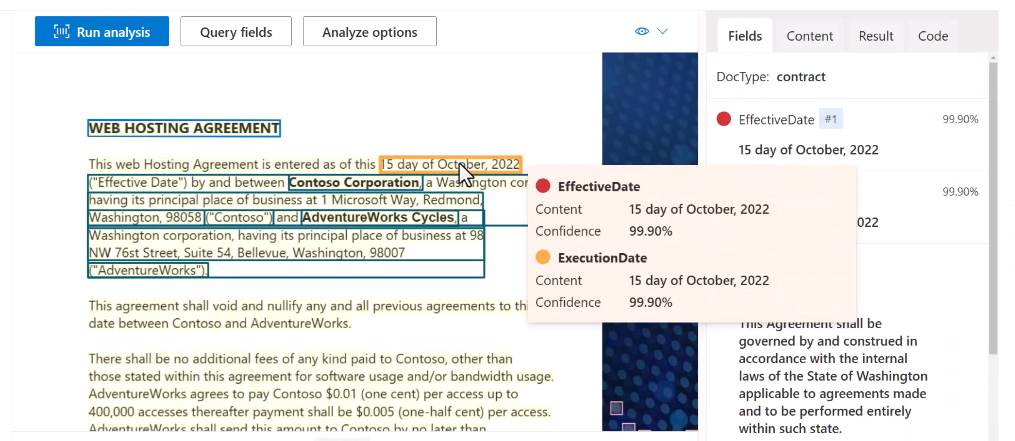 Run analysis
Query fields
Analyze options
Fields
Content
Result
Code
DocType: contract
EffectiveDate #1 99.90%
15 day of October, 2022
99.90%
022
WEB HOSTING AGREEMENT
This web Hosting Agreement is entered as of this 15 day of October, 2022
("Effective Date") by and between Contoso Corporation, a Washington cor
having its principal place of business at 1 Microsoft Way, Redmond,
Washington, 98058 ("Contoso") and AdventureWorks Cycles, a
Washington corporation, having its principal place of business at 98
NW 76st Street, Suite 54, Bellevue, Washington, 98007
("AdventureWorks").
This agreement shall void and nullify any and all previous agreements to thi
date between Contoso and AdventureWorks.
There shall be no additional fees of any kind paid to Contoso, other than
those stated within this agreement for software usage and/or bandwidth usage.
AdventureWorks agrees to pay Contoso $0.01 (one cent) per access up to
400,000 accesses thereafter payment shall be $0.005 (one-half cent) per access.
AdventureWorks shall send this amount to Contoso by no later than
EffectiveDate
Content 15 day of October, 2022
Confidence 99.90%
ExecutionDate
Content 15 day of October, 2022
Confidence 99.90%
This Agreement shall be
governed by and construed in
accordance with the internal
laws of the State of Washington
applicable to agreements made
and to be performed entirely
within such state.